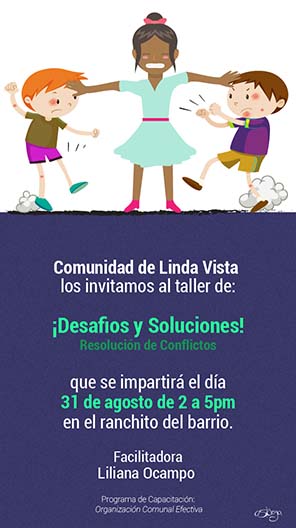 Comunidad de Linda Vista
los invitamos al taller de:
¡Desafios y Soluciones!
Resolución de Conflictos
que se impartirá el día
31 de agosto de 2 a 5pm
en el ranchito del barrio.
Facilitadora
Liliana Ocampo
Programa de Capacitación:
Organización Comunal Efectiva